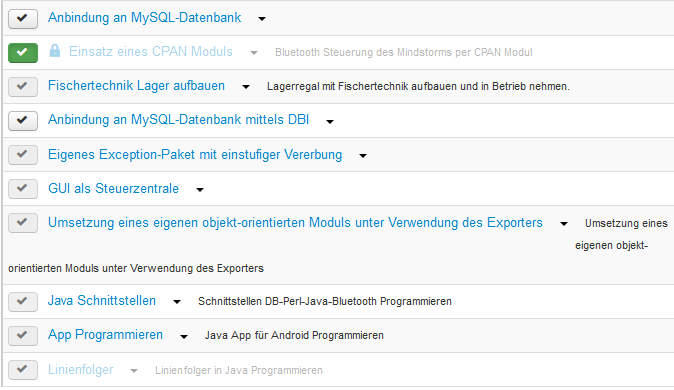 Anbindung an MySQL-Datenbank
Einsatz eines CPAN Moduls Bluetooth Steuerung des Mindstorms per CPAN Modul
Fischertechnik Lager aufbauen Lagerregal mit Fischertechnik aufbauen und in Betrieb nehmen.
Anbindung an MySQL-Datenbank mittels DBI
Eigenes Exception-Paket mit einstufiger Vererbung
GUI als Steuerzentrale
Umsetzung eines eigenen objekt-orientierten Moduls unter Verwendung des Exporters Umsetzung eines
eigenen objekt-
orientierten Moduls unter Verwendung des Exporters
Java Schnittstellen Schnittstellen DB-Perl-Java-Bluetooth Programmieren
App Programmieren Java App für Android Programmieren
Linienfolger Linienfolger in Java Programmieren